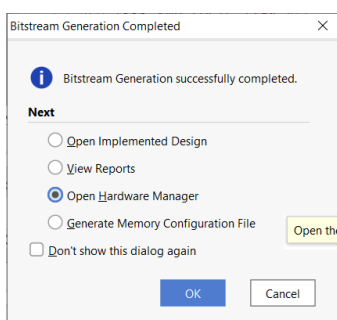 Bitstream Generation Completed
Bitstream Generation successfully completed.
Next
Open Implemented Design
View Reports
Open Hardware Manager
Generate Memory Configuration File
Open the
Don't show this dialog again
OK
Cancel